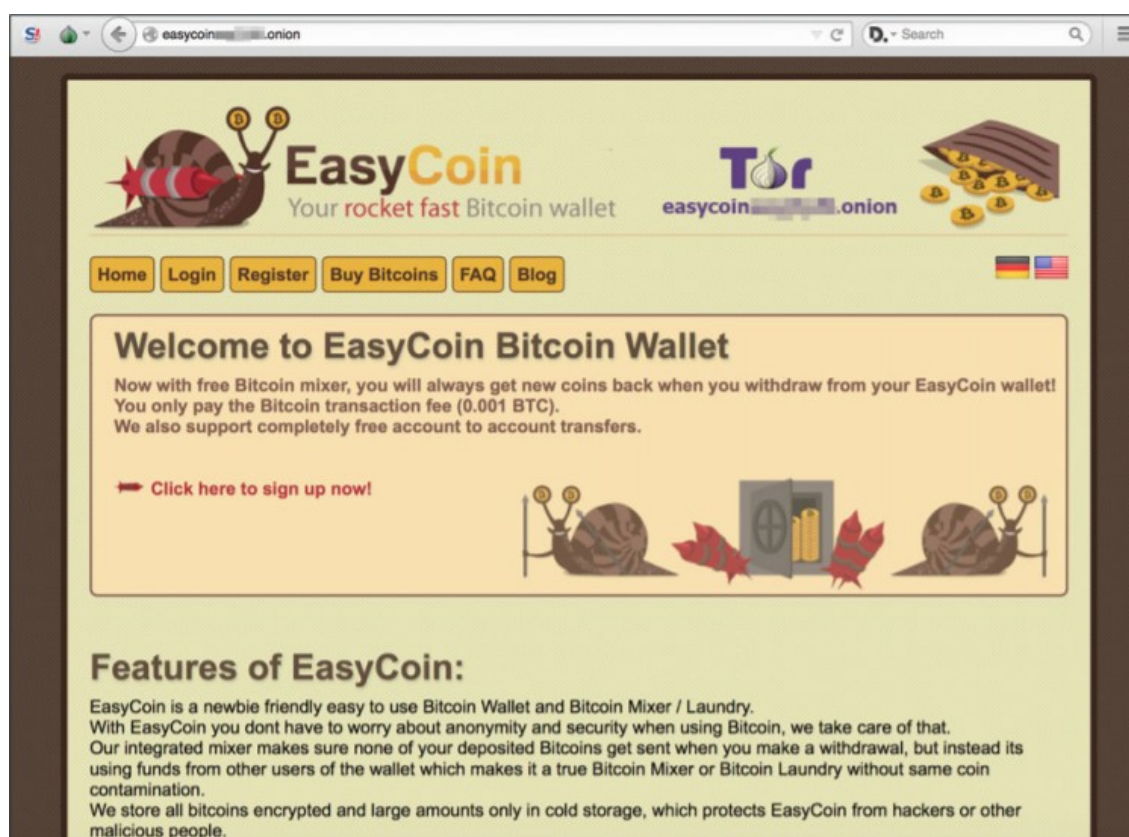 S!
easycoin .onion
D. Search
EasyCoin
Your rocket fast Bitcoin wallet
Tor
easycoin .onion
Home Login Register Buy Bitcoins FAQ Blog
Welcome to EasyCoin Bitcoin Wallet
Now with free Bitcoin mixer, you will always get new coins back when you withdraw from your EasyCoin wallet!
You only pay the Bitcoin transaction fee (0.001 BTC).
We also support completely free account to account transfers.
Click here to sign up now!
Features of EasyCoin:
EasyCoin is a newbie friendly easy to use Bitcoin Wallet and Bitcoin Mixer / Laundry.
With EasyCoin you dont have to worry about anonymity and security when using Bitcoin, we take care of that.
Our integrated mixer makes sure none of your deposited Bitcoins get sent when you make a withdrawal, but instead its
using funds from other users of the wallet which makes it a true Bitcoin Mixer or Bitcoin Laundry without same coin
contamination.
We store all bitcoins encrypted and large amounts only in cold storage, which protects EasyCoin from hackers or other
malicious people.